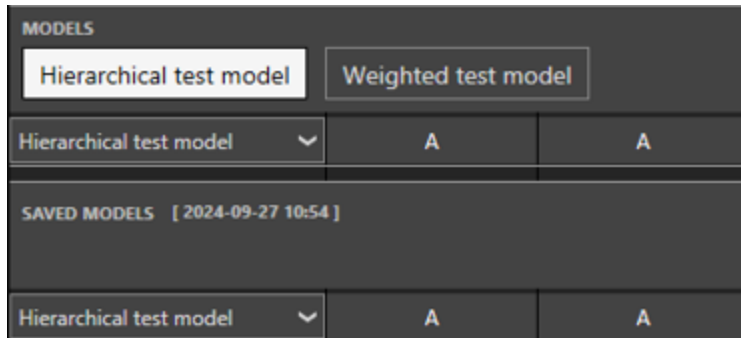 MODELS
Hierarchical test model Weighted test model
Hierarchical test model A A
SAVED MODELS [ 2024-09-27 10:54 ]
Hierarchical test model A A